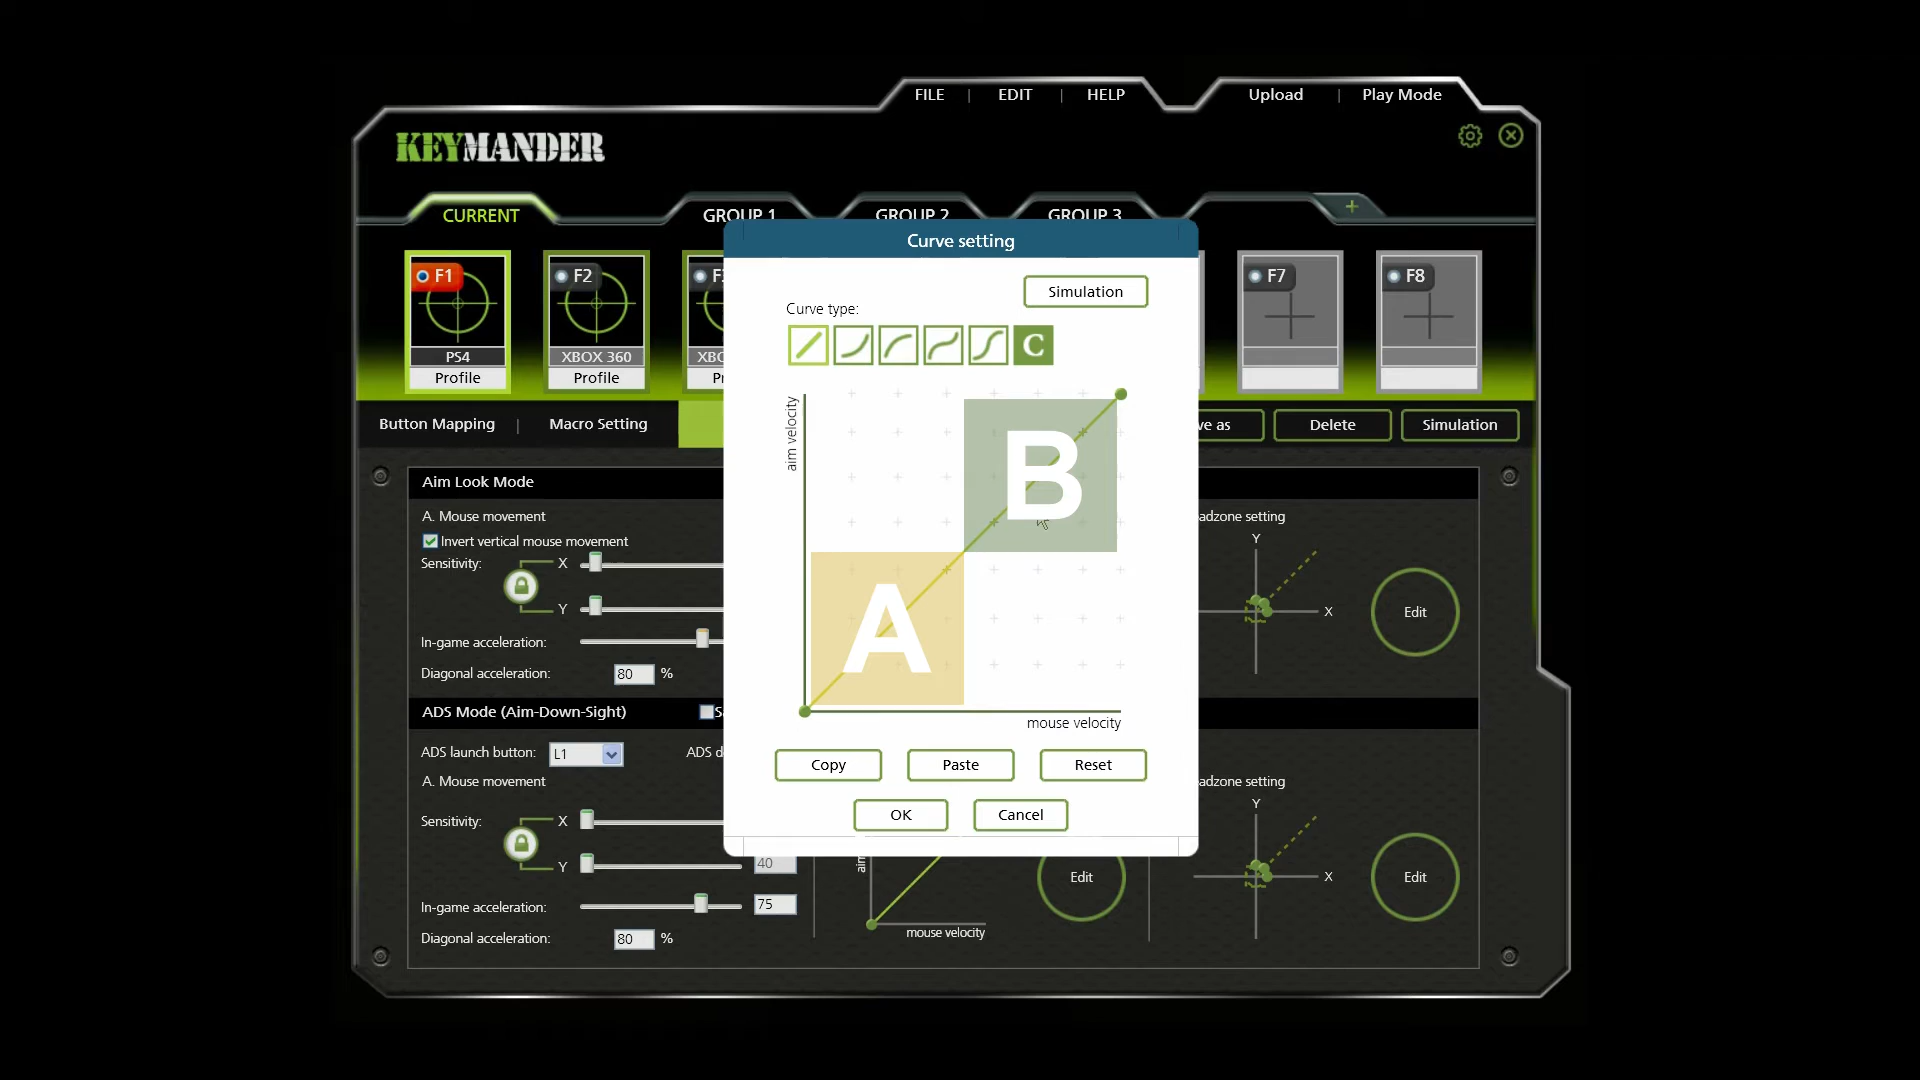 FILE | EDIT | HELP
Upload | Play Mode
KEYMANDER
CURRENT
GROUP 1
GROUP 2
GROUP 3
+
F1
PS4
Profile
F2
XBOX 360
Profile
F7
F8
Button Mapping | Macro Setting
Delete
Simulation
Curve setting
Simulation
Curve type:
C
aim velocity
A
B
mouse velocity
Copy
Paste
Reset
OK
Cancel
Aim Look Mode
A. Mouse movement
Invert vertical mouse movement
Sensitivity:
X
Y
In-game acceleration:
Diagonal acceleration:
80
%
Y
X
Edit
ADS Mode (Aim-Down-Sight)
ADS launch button:
L1
ADS
A. Mouse movement
Sensitivity:
X
Y
40
In-game acceleration:
75
Diagonal acceleration:
80
%
mouse velocity
Edit
Y
X
Edit